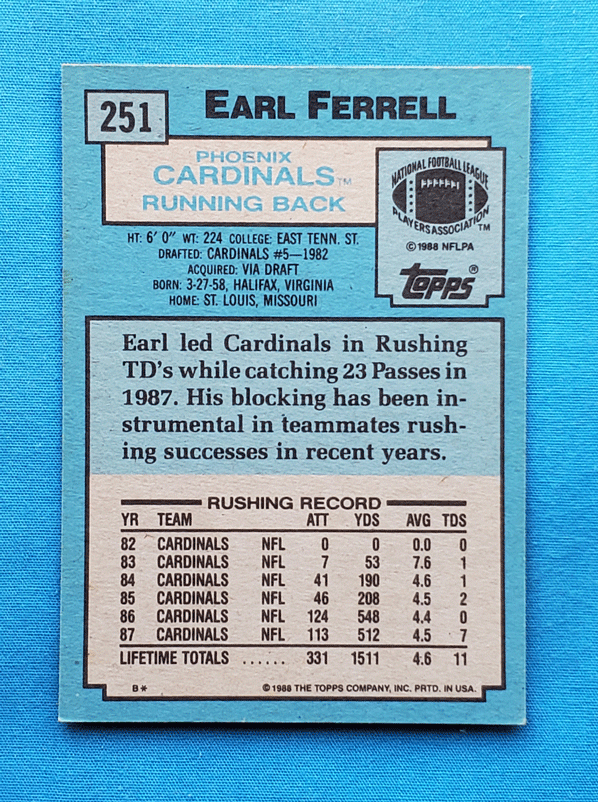 251
EARL FERRELL
PHOENIX
CARDINALS™
RUNNING BACK
NATIONAL FOOTBALL LEAGUE
PLAYERS ASSOCIATION™
©1988 NFLPA
Topps®
HT: 6' 0" WT: 224 COLLEGE: EAST TENN. ST.
DRAFTED: CARDINALS #5—1982
ACQUIRED: VIA DRAFT
BORN: 3-27-58, HALIFAX, VIRGINIA
HOME: ST. LOUIS, MISSOURI
Earl led Cardinals in Rushing
TD's while catching 23 Passes in
1987. His blocking has been in-
strumental in teammates rush-
ing successes in recent years.
RUSHING RECORD
YR TEAM ATT YDS AVG TDS
82 CARDINALS NFL 0 0 0.0 0
83 CARDINALS NFL 7 53 7.6 1
84 CARDINALS NFL 41 190 4.6 1
85 CARDINALS NFL 46 208 4.5 2
86 CARDINALS NFL 124 548 4.4 0
87 CARDINALS NFL 113 512 4.5 7
LIFETIME TOTALS ...... 331 1511 4.6 11
B* ©1988 THE TOPPS COMPANY, INC. PRTD. IN USA.